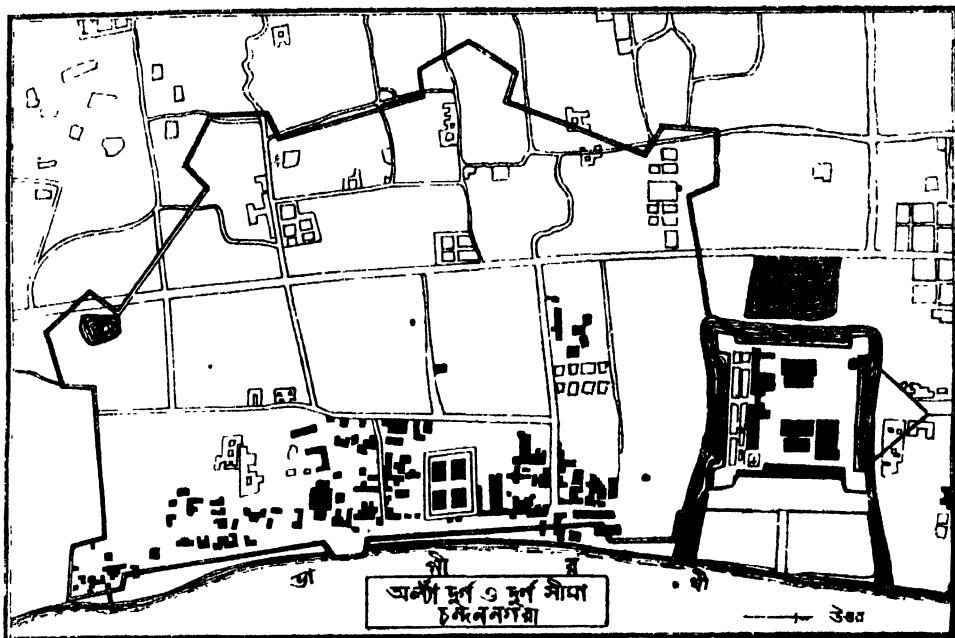 ভা গী র থী
অর্লেয়াঁ দুর্গ ও দুর্গ সীমা
চন্দননগর
উত্তর